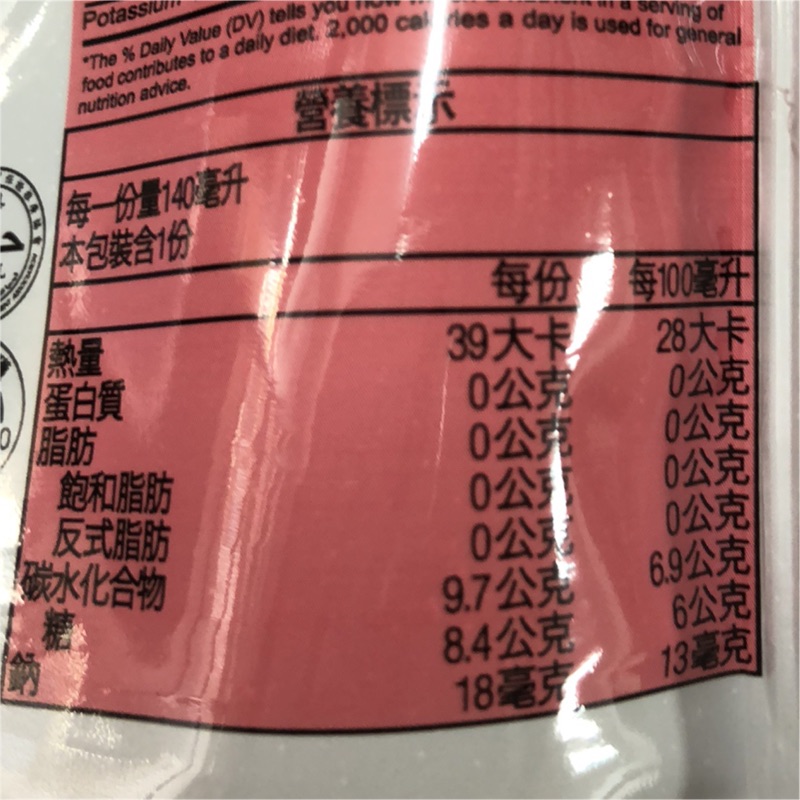 Potassium
*The % Daily Value (DV) tells you how in a serving of
food contributes to a daily diet. 2,000 calories a day is used for general
nutrition advice.
營養標示
每一份量140毫升
本包裝含1份
每份 每100毫升
熱量 39大卡 28大卡
蛋白質 0公克 0公克
脂肪 0公克 0公克
飽和脂肪 0公克 0公克
反式脂肪 0公克 0公克
碳水化合物 9.7公克 6.9公克
糖 8.4公克 6公克
鈉 18毫克 13毫克